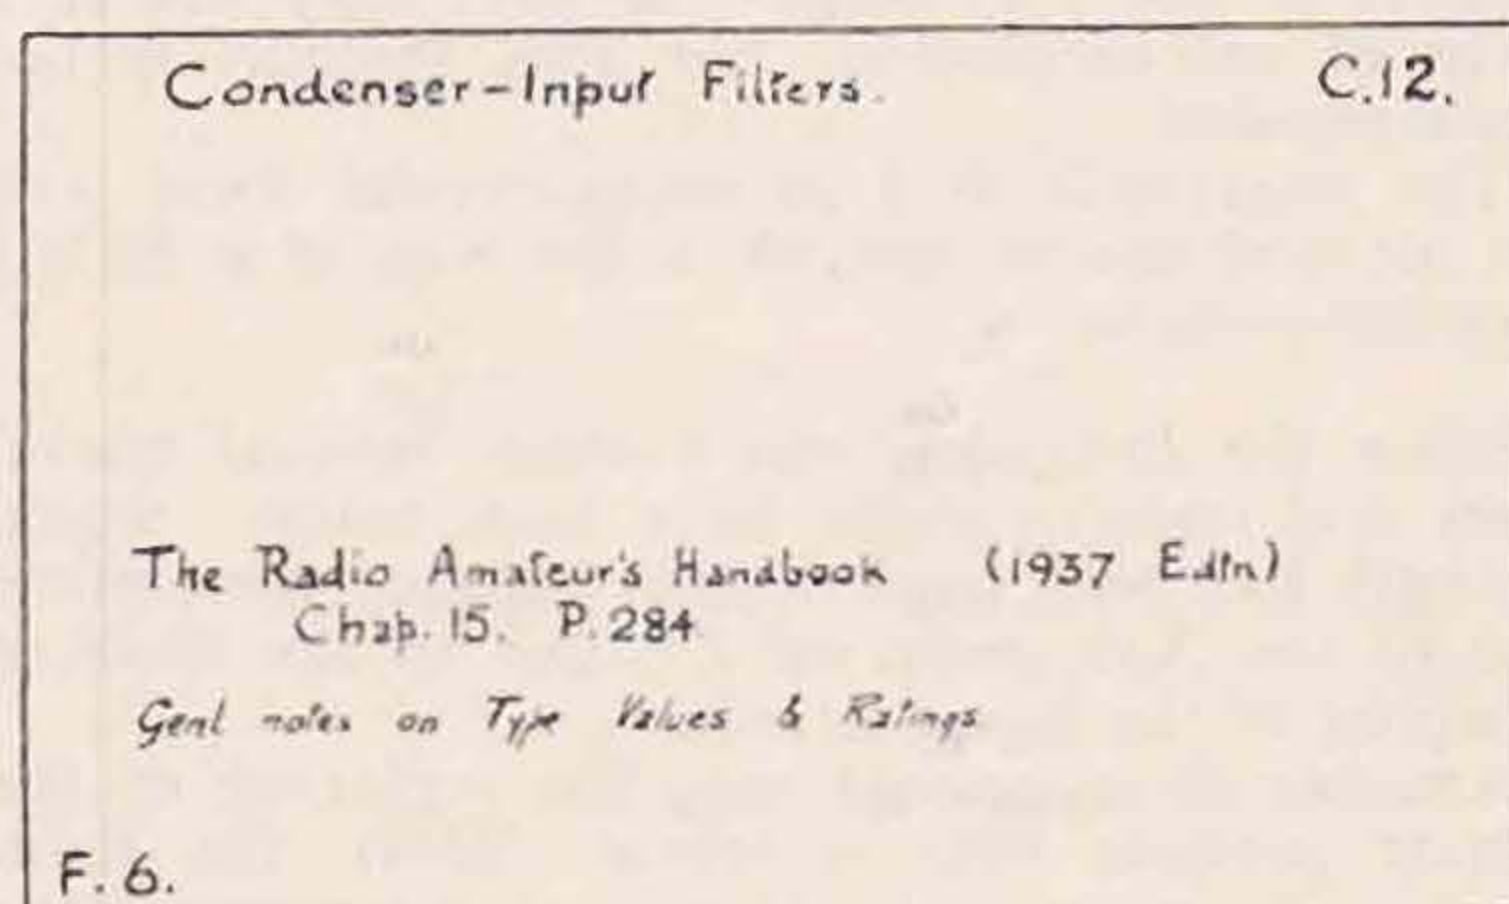 Condenser-Input Filters. C.12.
The Radio Amateur's Handbook (1937 Edtn)
Chap. 15. P. 284
Genl notes on Type Values & Ratings
F. 6.